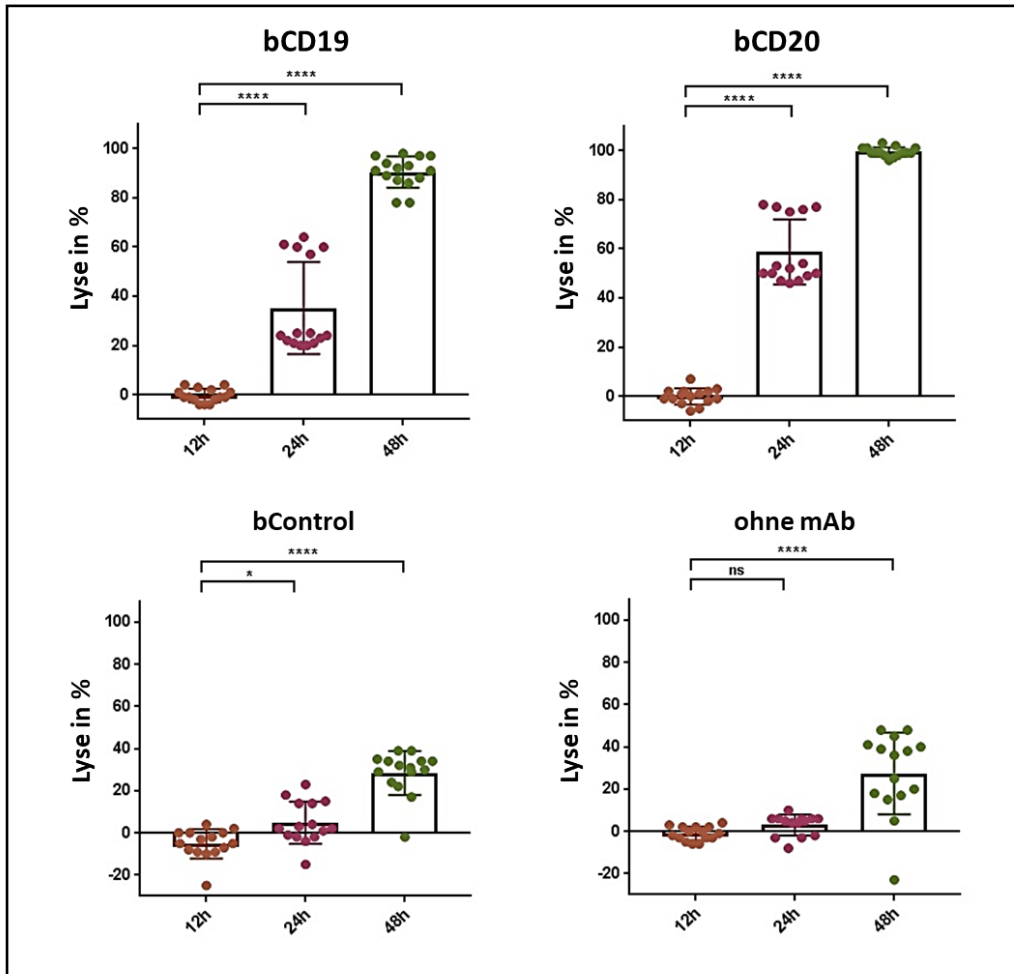 bCD19
****
****
Lyse in %
100
80
60
40
20
0
12h
24h
48h
bCD20
****
****
Lyse in %
100
80
60
40
20
0
12h
24h
48h
bControl
****
*
Lyse in %
100
80
60
40
20
0
-20
12h
24h
48h
ohne mAb
****
ns
Lyse in %
100
80
60
40
20
0
-20
12h
24h
48h